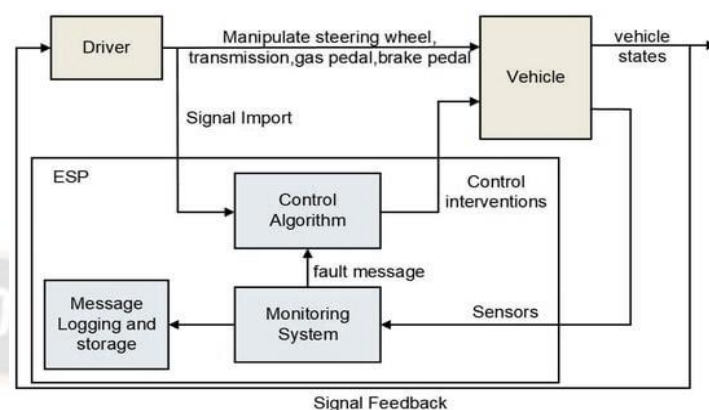 Driver
Manipulate steering wheel,
transmission,gas pedal,brake pedal
Vehicle
vehicle
states
Signal Import
ESP
Control
Algorithm
Control
interventions
fault message
Message
Logging and
storage
Monitoring
System
Sensors
Signal Feedback